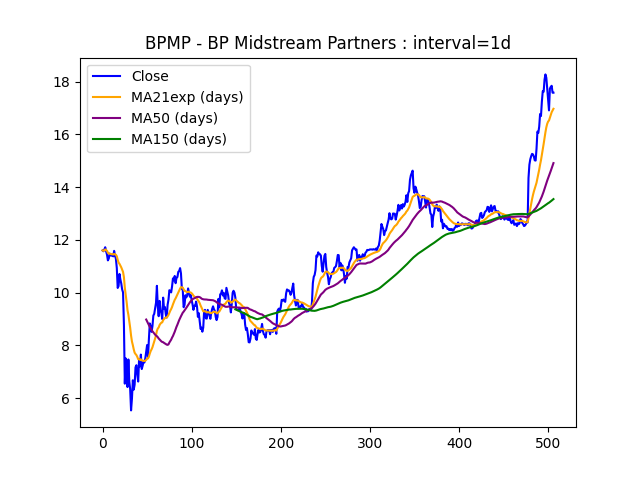 BPMP - BP Midstream Partners : interval=1d
Close
MA21exp (days)
MA50 (days)
MA150 (days)
18
16
14
12
10
8
6
0 100 200 300 400 500